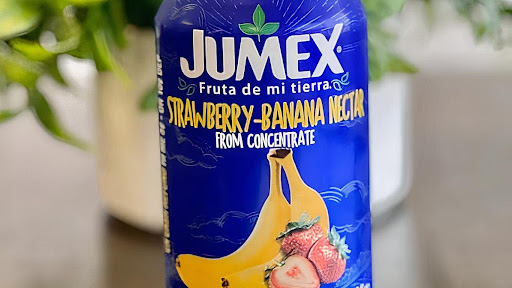 JUMEX
Fruta de mi tierra.
STRAWBERRY-BANANA NECTAR
FROM CONCENTRATE